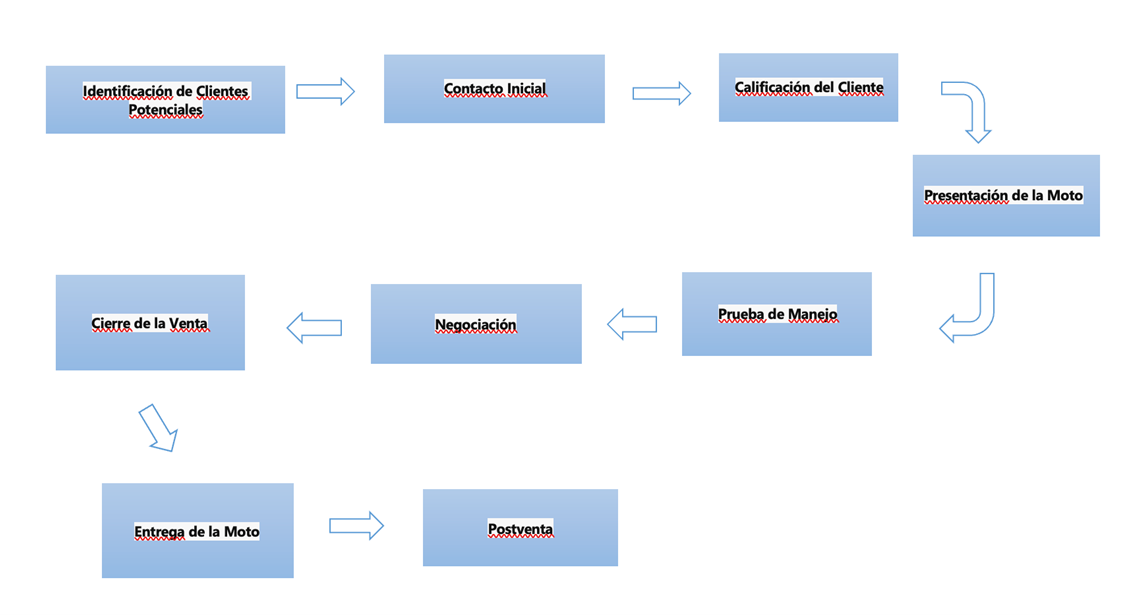 Identificación de Clientes
Potenciales
Contacto Inicial
Calificación del Cliente
Presentación de la Moto
Prueba de Manejo
Negociación
Cierre de la Venta
Entrega de la Moto
Postventa